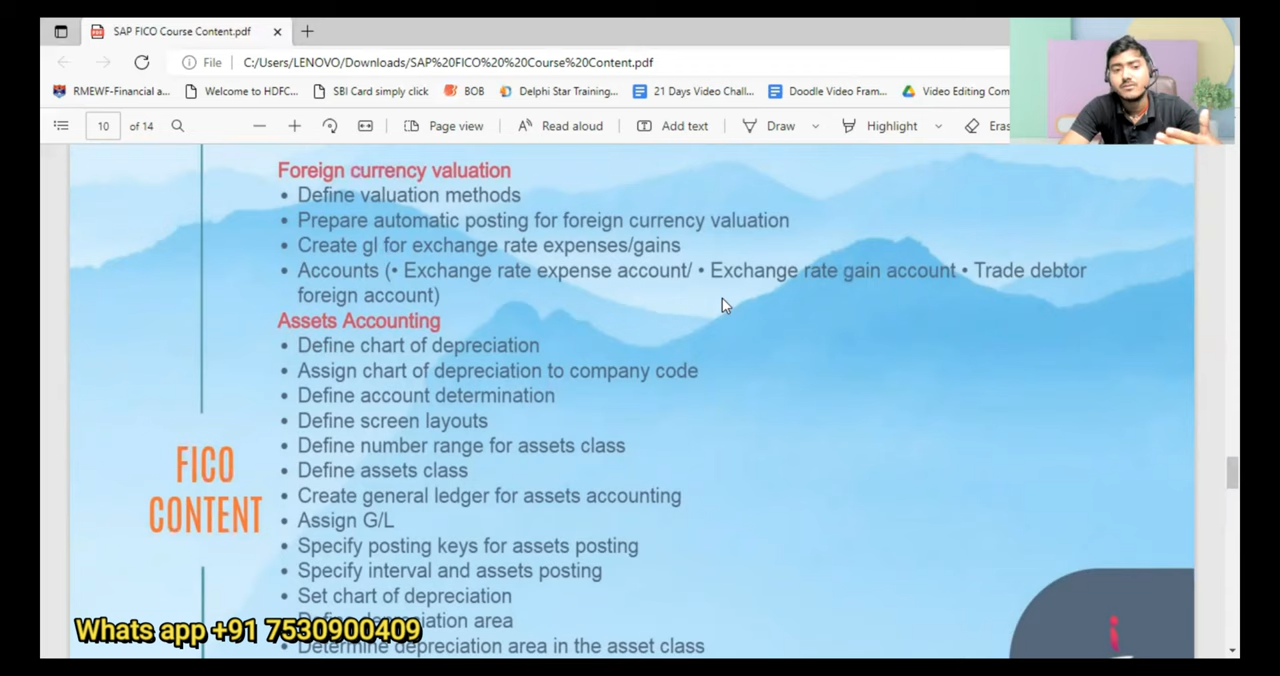 SAP FICO Course Content.pdf
File C:/Users/LENOVO/Downloads/SAP%20FICO%20%20Course%20Content.pdf
RMEWF-Financial a... Welcome to HDFC... SBI Card simply click BOB Delphi Star Training... 21 Days Video Chall... Doodle Video Fram... Video Editing Com
10 of 14 Page view Read aloud Add text Draw Highlight Eras
Foreign currency valuation
• Define valuation methods
• Prepare automatic posting for foreign currency valuation
• Create gl for exchange rate expenses/gains
• Accounts (• Exchange rate expense account/ • Exchange rate gain account • Trade debtor
foreign account)
Assets Accounting
• Define chart of depreciation
• Assign chart of depreciation to company code
• Define account determination
• Define screen layouts
• Define number range for assets class
• Define assets class
• Create general ledger for assets accounting
• Assign G/L
• Specify posting keys for assets posting
• Specify interval and assets posting
• Set chart of depreciation
• Define depreciation area
• Determine depreciation area in the asset class
FICO
CONTENT
Whats app +91 7530900409